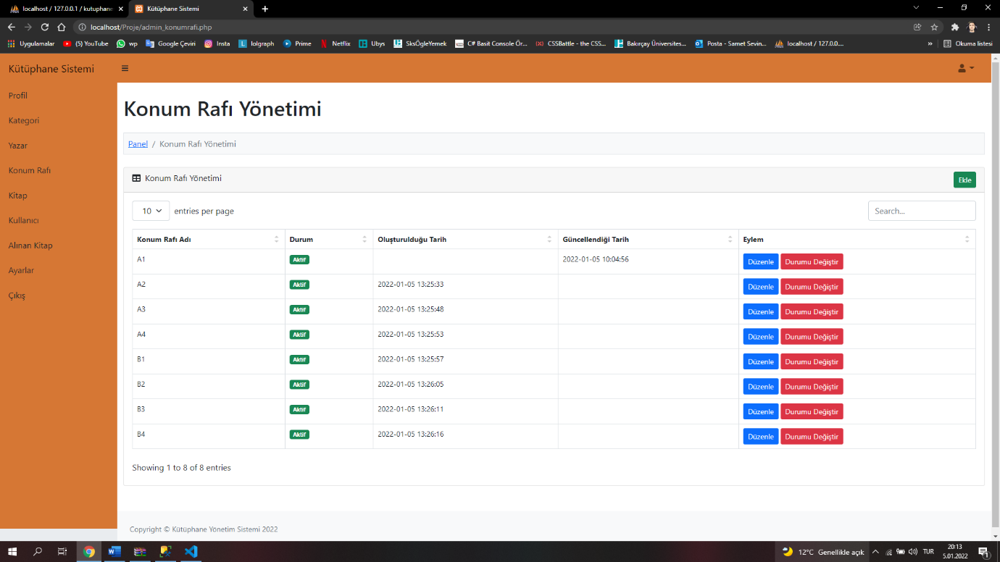 localhost / 127.0.0.1 / kutuphane
Kütüphane Sistemi
localhost/Proje/admin_konumrafi.php
Uygulamalar (5) YouTube wp Google Çeviri Insta lolgraph Prime Netflix Ubys SksÖgleYemek C# Basit Console Ör... CSSBattle - the CSS... Bakırçay Üniversites... Posta - Samet Sevin... localhost / 127.0.0.... » Okuma listesi
Kütüphane Sistemi
Profil
Kategori
Yazar
Konum Rafı
Kitap
Kullanıcı
Alınan Kitap
Ayarlar
Çıkış
Konum Rafı Yönetimi
Panel / Konum Rafı Yönetimi
Konum Rafı Yönetimi Ekle
10 entries per page Search...
Konum Rafı Adı Durum Oluşturulduğu Tarih Güncellendiği Tarih Eylem
A1 Aktif 2022-01-05 10:04:56 Düzenle Durumu Değiştir
A2 Aktif 2022-01-05 13:25:33 Düzenle Durumu Değiştir
A3 Aktif 2022-01-05 13:25:48 Düzenle Durumu Değiştir
A4 Aktif 2022-01-05 13:25:53 Düzenle Durumu Değiştir
B1 Aktif 2022-01-05 13:25:57 Düzenle Durumu Değiştir
B2 Aktif 2022-01-05 13:26:05 Düzenle Durumu Değiştir
B3 Aktif 2022-01-05 13:26:11 Düzenle Durumu Değiştir
B4 Aktif 2022-01-05 13:26:16 Düzenle Durumu Değiştir
Showing 1 to 8 of 8 entries
Copyright © Kütüphane Yönetim Sistemi 2022
12°C Genellikle açık TUR 20:13
5.01.2022
1